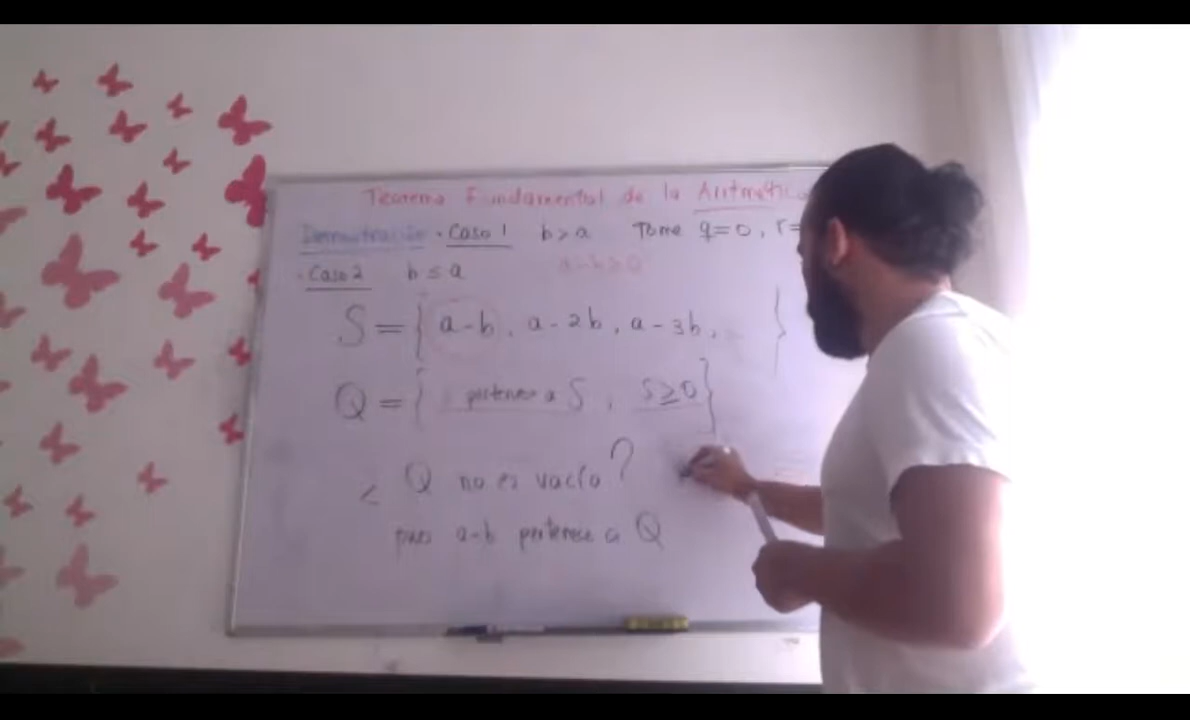 Teorema Fundamental de la Aritmética
Demostración · Caso 1 b > a Tome q=0, r=
· Caso 2 b ≤ a a-b≥0
S = { a-b, a-2b, a-3b, }
Q = { pertenece a S, S≥0 }
¿ Q no es vacío?
pues a-b pertenece a Q